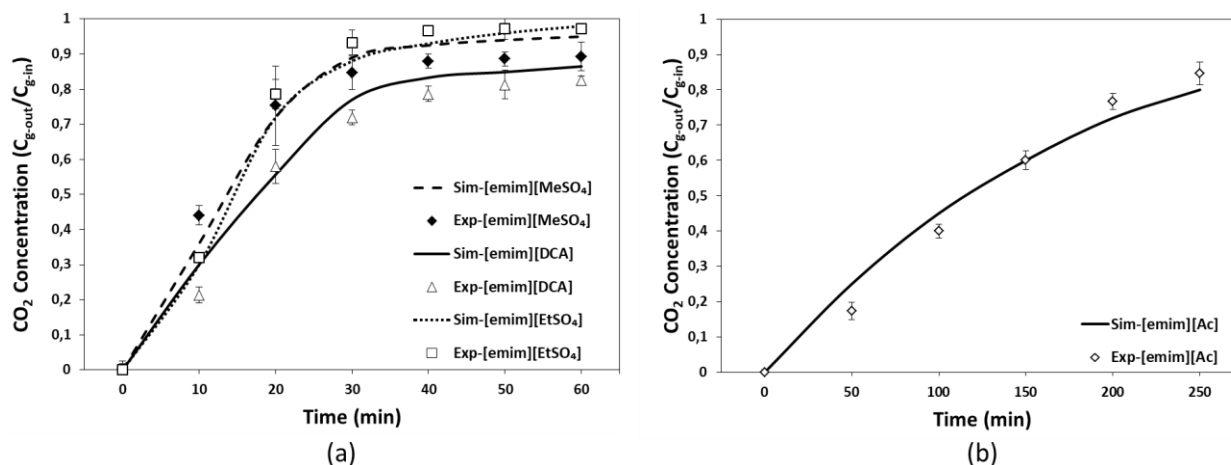 CO₂ Concentration (C_g-out/C_g-in)
1
0,9
0,8
0,7
0,6
0,5
0,4
0,3
0,2
0,1
0
0 10 20 30 40 50 60
Time (min)
Sim-[emim][MeSO₄]
Exp-[emim][MeSO₄]
Sim-[emim][DCA]
Exp-[emim][DCA]
Sim-[emim][EtSO₄]
Exp-[emim][EtSO₄]
(a)
CO₂ Concentration (C_g-out/C_g-in)
1
0,9
0,8
0,7
0,6
0,5
0,4
0,3
0,2
0,1
0
0 50 100 150 200 250
Time (min)
Sim-[emim][Ac]
Exp-[emim][Ac]
(b)